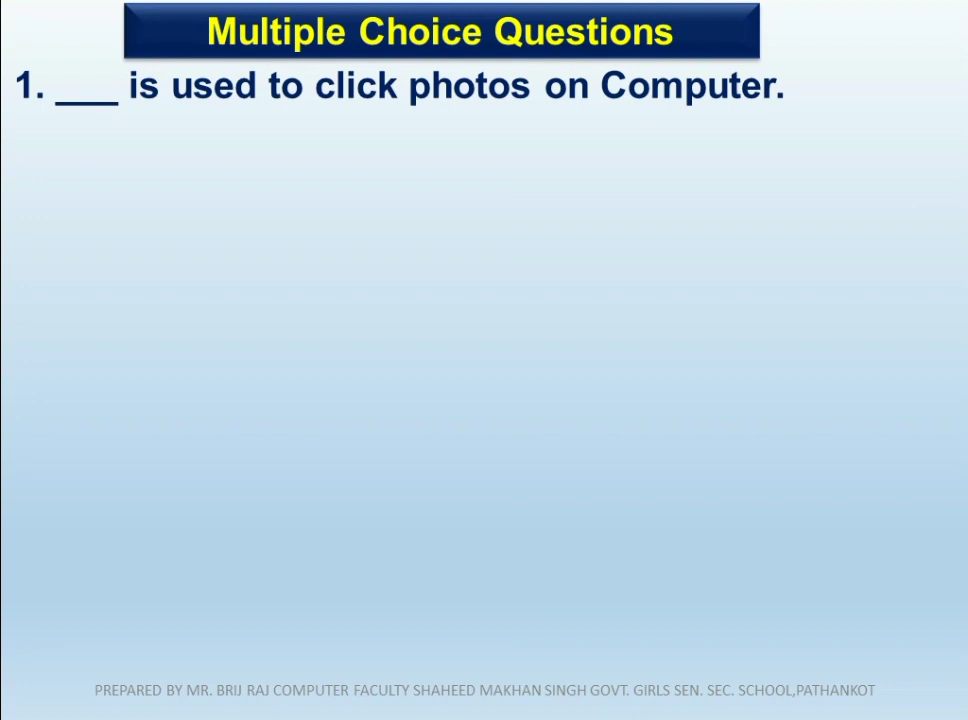 Multiple Choice Questions
1. ___ is used to click photos on Computer.
PREPARED BY MR. BRIJ RAJ COMPUTER FACULTY SHAHEED MAKHAN SINGH GOVT. GIRLS SEN. SEC. SCHOOL,PATHANKOT